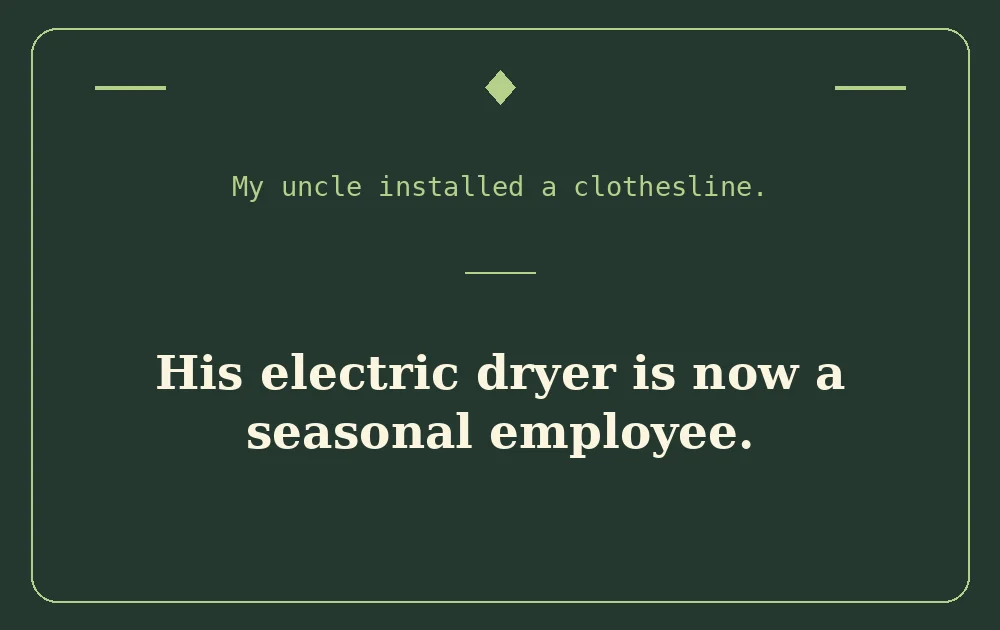 My uncle installed a clothesline.
His electric dryer is now a
seasonal employee.